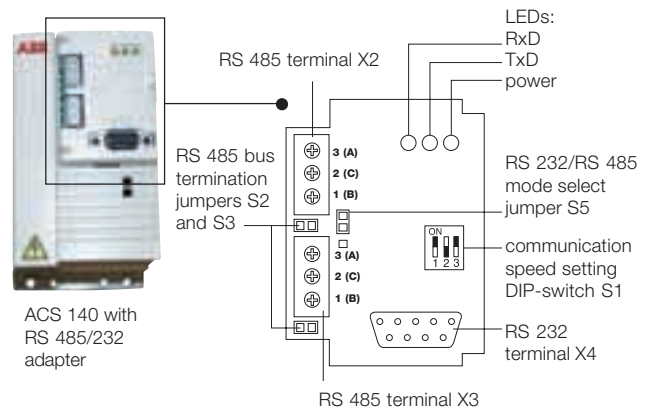 ABB
LEDs:
RxD
TxD
power
RS 485 terminal X2
RS 485 bus
termination
jumpers S2
and S3
3 (A)
2 (C)
1 (B)
3 (A)
2 (C)
1 (B)
RS 232/RS 485
mode select
jumper S5
ON
1 2 3
communication
speed setting
DIP-switch S1
RS 232
terminal X4
ACS 140 with
RS 485/232
adapter
RS 485 terminal X3